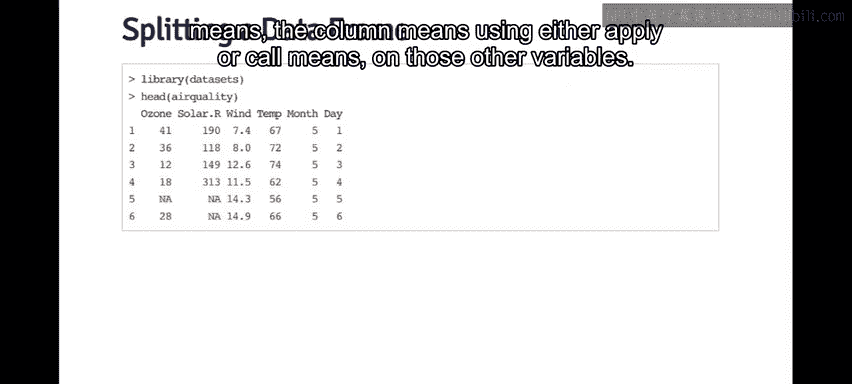 Splitting a Data Frame
means, the column means using either apply
or call means, on those other variables.
> library(datasets)
> head(airquality)
Ozone Solar.R Wind Temp Month Day
1 41 190 7.4 67 5 1
2 36 118 8.0 72 5 2
3 12 149 12.6 74 5 3
4 18 313 11.5 62 5 4
5 NA NA 14.3 56 5 5
6 28 NA 14.9 66 5 6